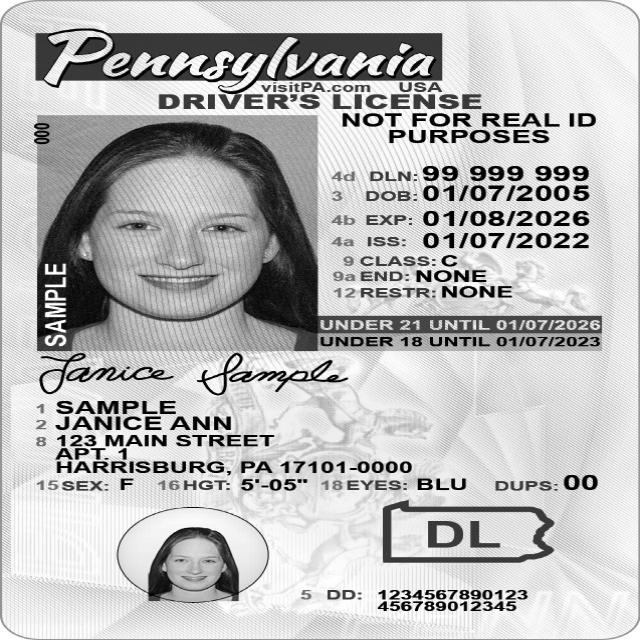 Pennsylvania
visitPA.com USA
DRIVER'S LICENSE
NOT FOR REAL ID
PURPOSES
000
SAMPLE
4d DLN: 99 999 999
3 DOB: 01/07/2005
4b EXP: 01/08/2026
4a ISS: 01/07/2022
9 CLASS: C
9a END: NONE
12 RESTR: NONE
UNDER 21 UNTIL 01/07/2026
UNDER 18 UNTIL 01/07/2023
Janice Sample
1 SAMPLE
2 JANICE ANN
8 123 MAIN STREET
APT. 1
HARRISBURG, PA 17101-0000
15 SEX: F 16 HGT: 5'-05" 18 EYES: BLU DUPS: 00
DL
5 DD: 1234567890123
456789012345